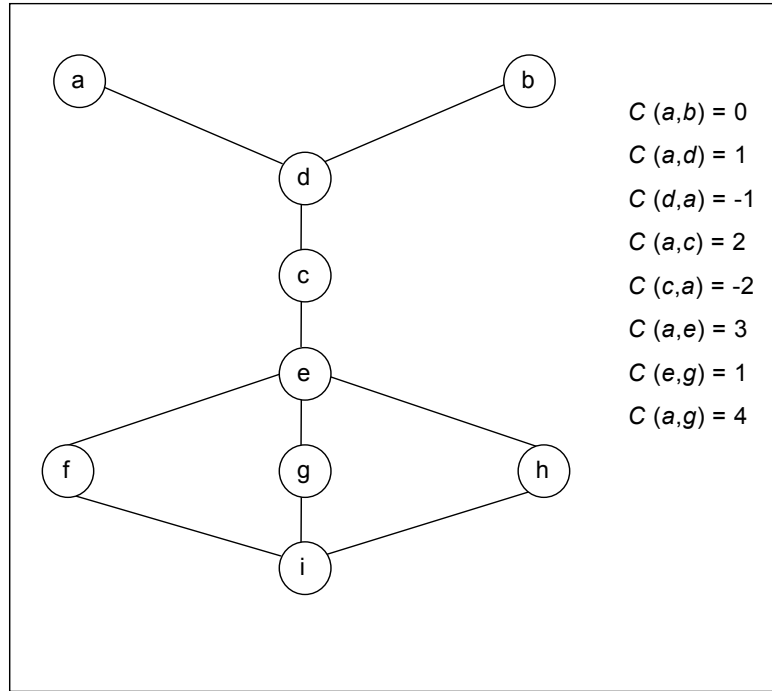 a
b
C (a,b) = 0
C (a,d) = 1
d
C (d,a) = -1
C (a,c) = 2
c
C (c,a) = -2
C (a,e) = 3
e
C (e,g) = 1
C (a,g) = 4
f
g
h
i